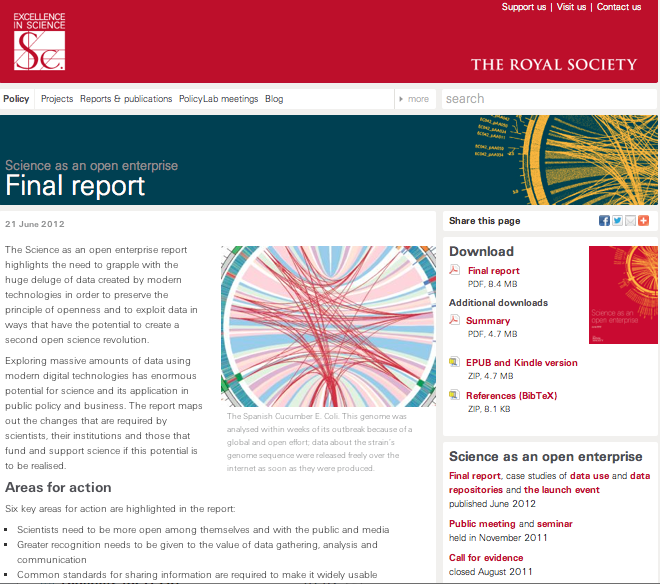 Support us | Visit us | Contact us
EXCELLENCE
IN SCIENCE
Sc.
THE ROYAL SOCIETY
Policy Projects Reports & publications PolicyLab meetings Blog more search
Science as an open enterprise
Final report
21 June 2012
The Science as an open enterprise report
highlights the need to grapple with the
huge deluge of data created by modern
technologies in order to preserve the
principle of openness and to exploit data in
ways that have the potential to create a
second open science revolution.
Exploring massive amounts of data using
modern digital technologies has enormous
potential for science and its application in
public policy and business. The report maps
out the changes that are required by
scientists, their institutions and those that
fund and support science if this potential is
to be realised.
The Spanish Cucumber E. Coli. This genome was
analysed within weeks of its outbreak because of a
global and open effort; data about the strain's
genome sequence were released freely over the
internet as soon as they were produced.
Areas for action
Six key areas for action are highlighted in the report:
Scientists need to be more open among themselves and with the public and media
Greater recognition needs to be given to the value of data gathering, analysis and
communication
Common standards for sharing information are required to make it widely usable
Share this page
Download
Final report
PDF, 8.4 MB
Additional downloads
Summary
PDF, 4.7 MB
EPUB and Kindle version
ZIP, 4.7 MB
References (BibTeX)
ZIP, 8.1 KB
Science as an
open enterprise
Science as an open enterprise
Final report, case studies of data use and data
repositories and the launch event
published June 2012
Public meeting and seminar
held in November 2011
Call for evidence
closed August 2011